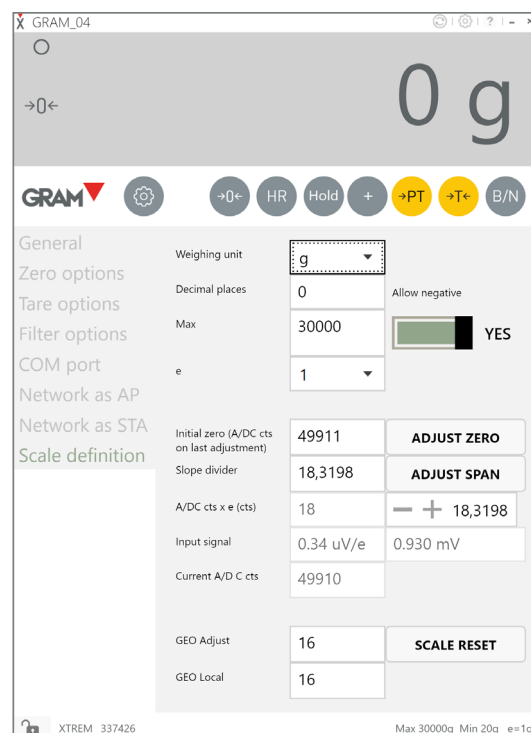 GRAM_04
?
→0←
0 g
GRAM
→0←
HR
Hold
+
→PT
→T←
B/N
General
Zero options
Tare options
Filter options
COM port
Network as AP
Network as STA
Scale definition
Weighing unit
g
Decimal places
0
Allow negative
Max
30000
YES
e
1
Initial zero (A/DC cts
on last adjustment)
49911
ADJUST ZERO
Slope divider
18,3198
ADJUST SPAN
A/DC cts x e (cts)
18
18,3198
Input signal
0.34 uV/e
0.930 mV
Current A/D C cts
49910
GEO Adjust
16
SCALE RESET
GEO Local
16
XTREM 337426
Max 30000g Min 20g e=1g